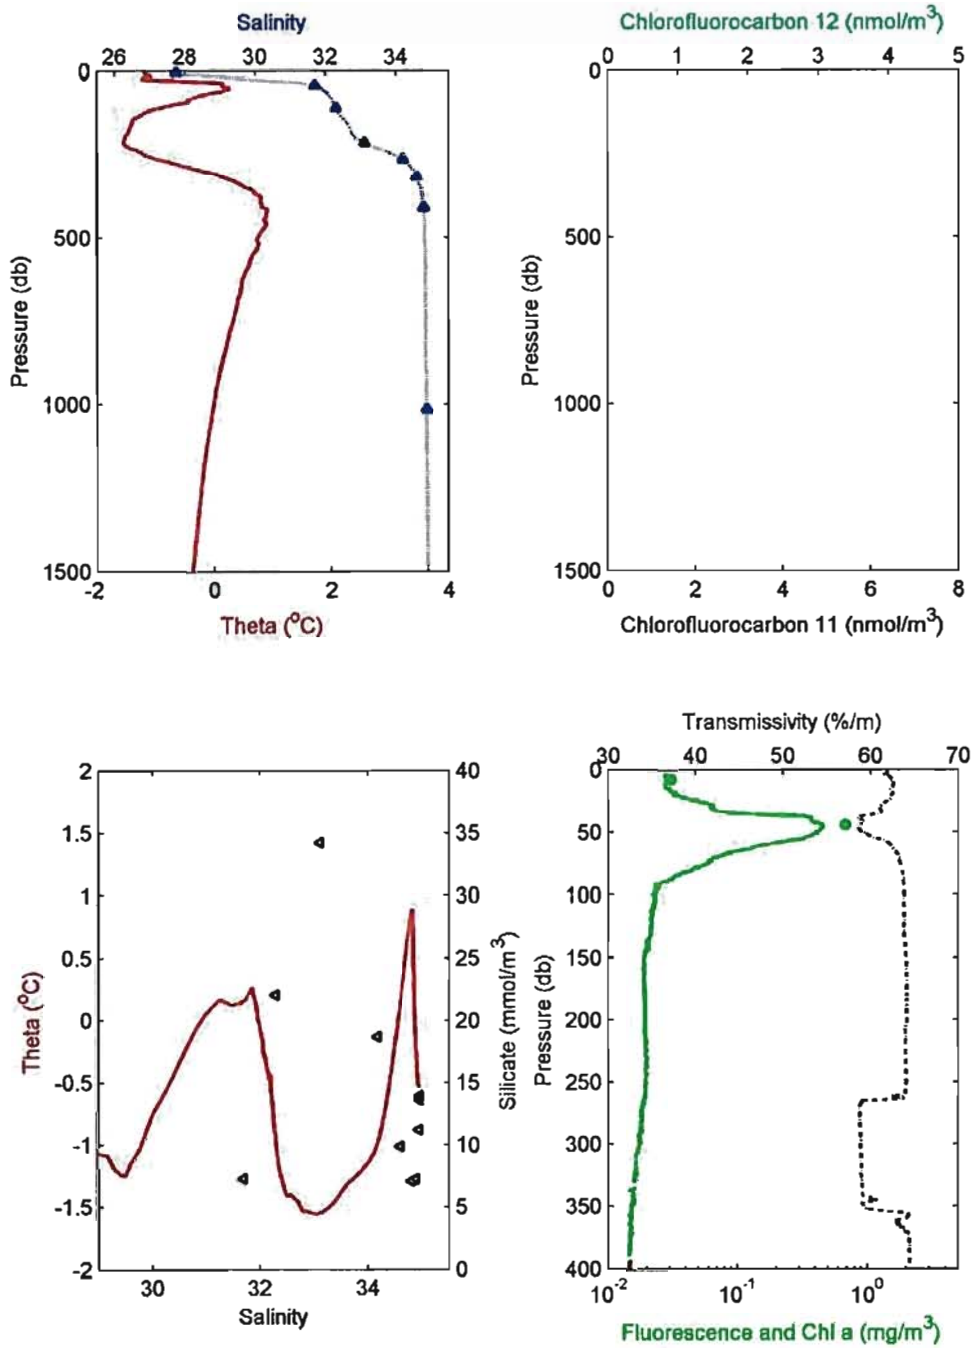 Salinity
26 28 30 32 34
0
500
1000
1500
Pressure (db)
-2 0 2 4
Theta (°C)
Chlorofluorocarbon 12 (nmol/m³)
0 1 2 3 4 5
0
500
1000
1500
Pressure (db)
0 2 4 6 8
Chlorofluorocarbon 11 (nmol/m³)
2
1.5
1
0.5
0
-0.5
-1
-1.5
-2
Theta (°C)
40
35
30
25
20
15
10
5
0
Silicate (mmol/m³)
30 32 34
Salinity
Transmissivity (%/m)
30 40 50 60 70
0
50
100
150
200
250
300
350
400
Pressure (db)
10⁻² 10⁻¹ 10⁰
Fluorescence and Chl a (mg/m³)